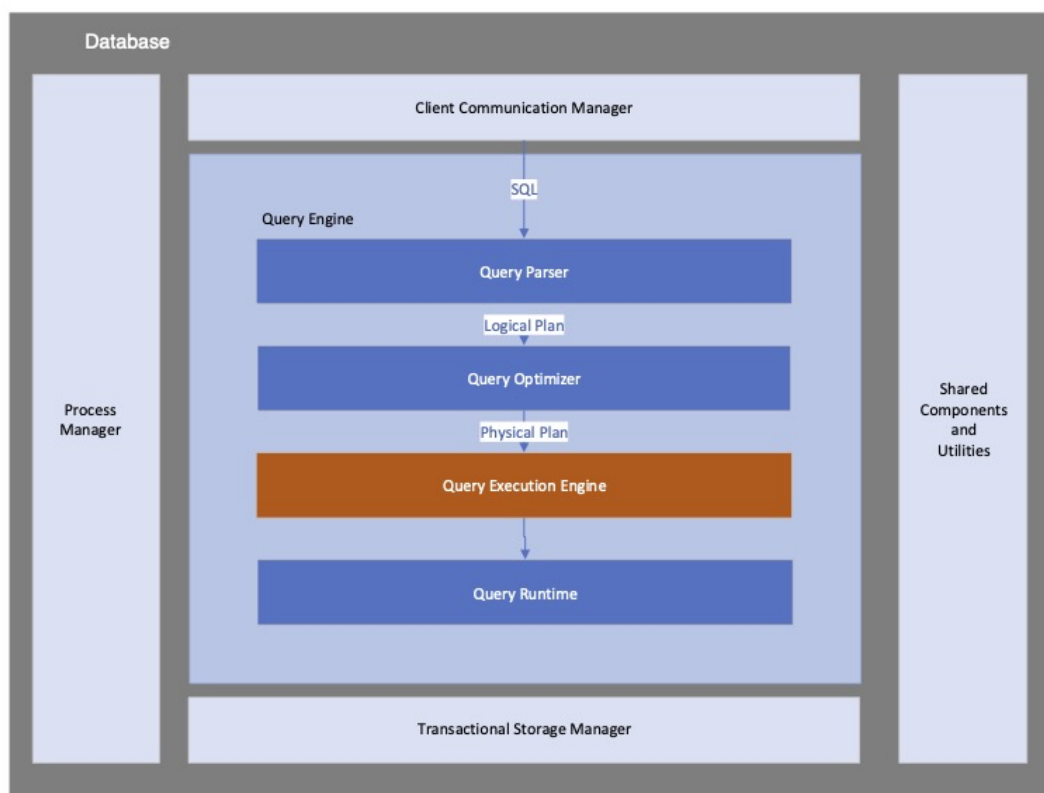 Database
Client Communication Manager
SQL
Query Engine
Query Parser
Logical Plan
Query Optimizer
Physical Plan
Query Execution Engine
Query Runtime
Transactional Storage Manager
Process
Manager
Shared
Components
and
Utilities